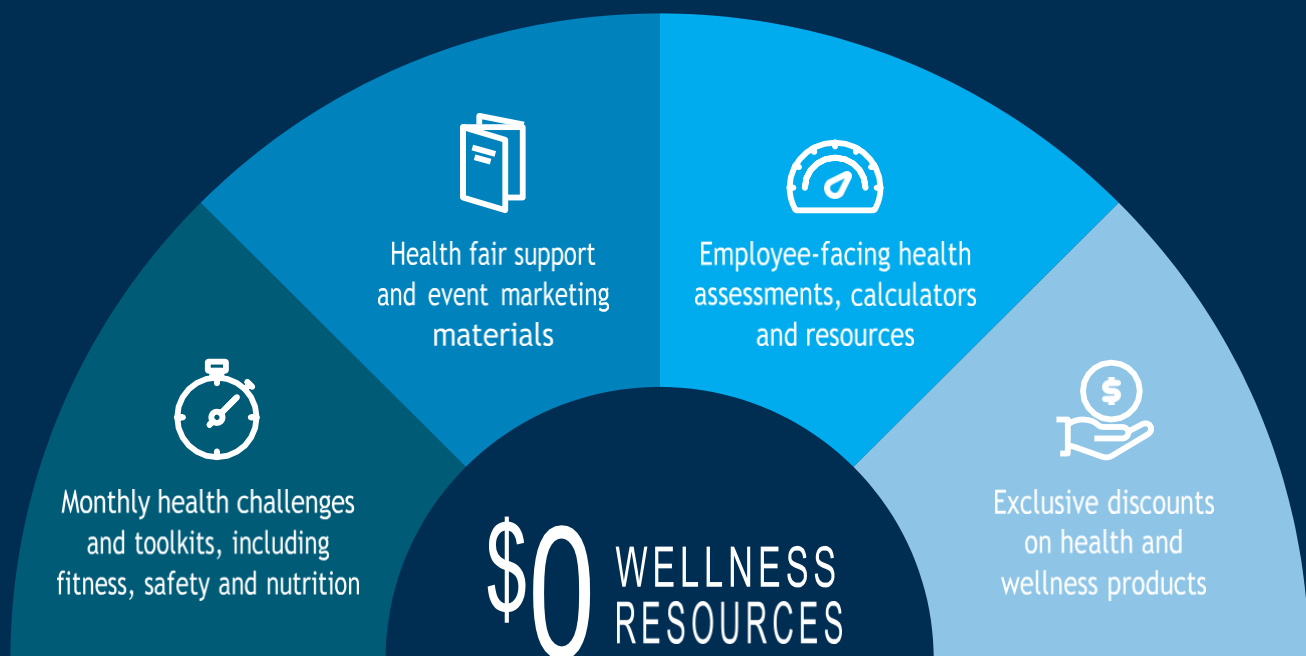 Health fair support
and event marketing
materials
Employee-facing health
assessments, calculators
and resources
Monthly health challenges
and toolkits, including
fitness, safety and nutrition
Exclusive discounts
on health and
wellness products
$0 WELLNESS
RESOURCES